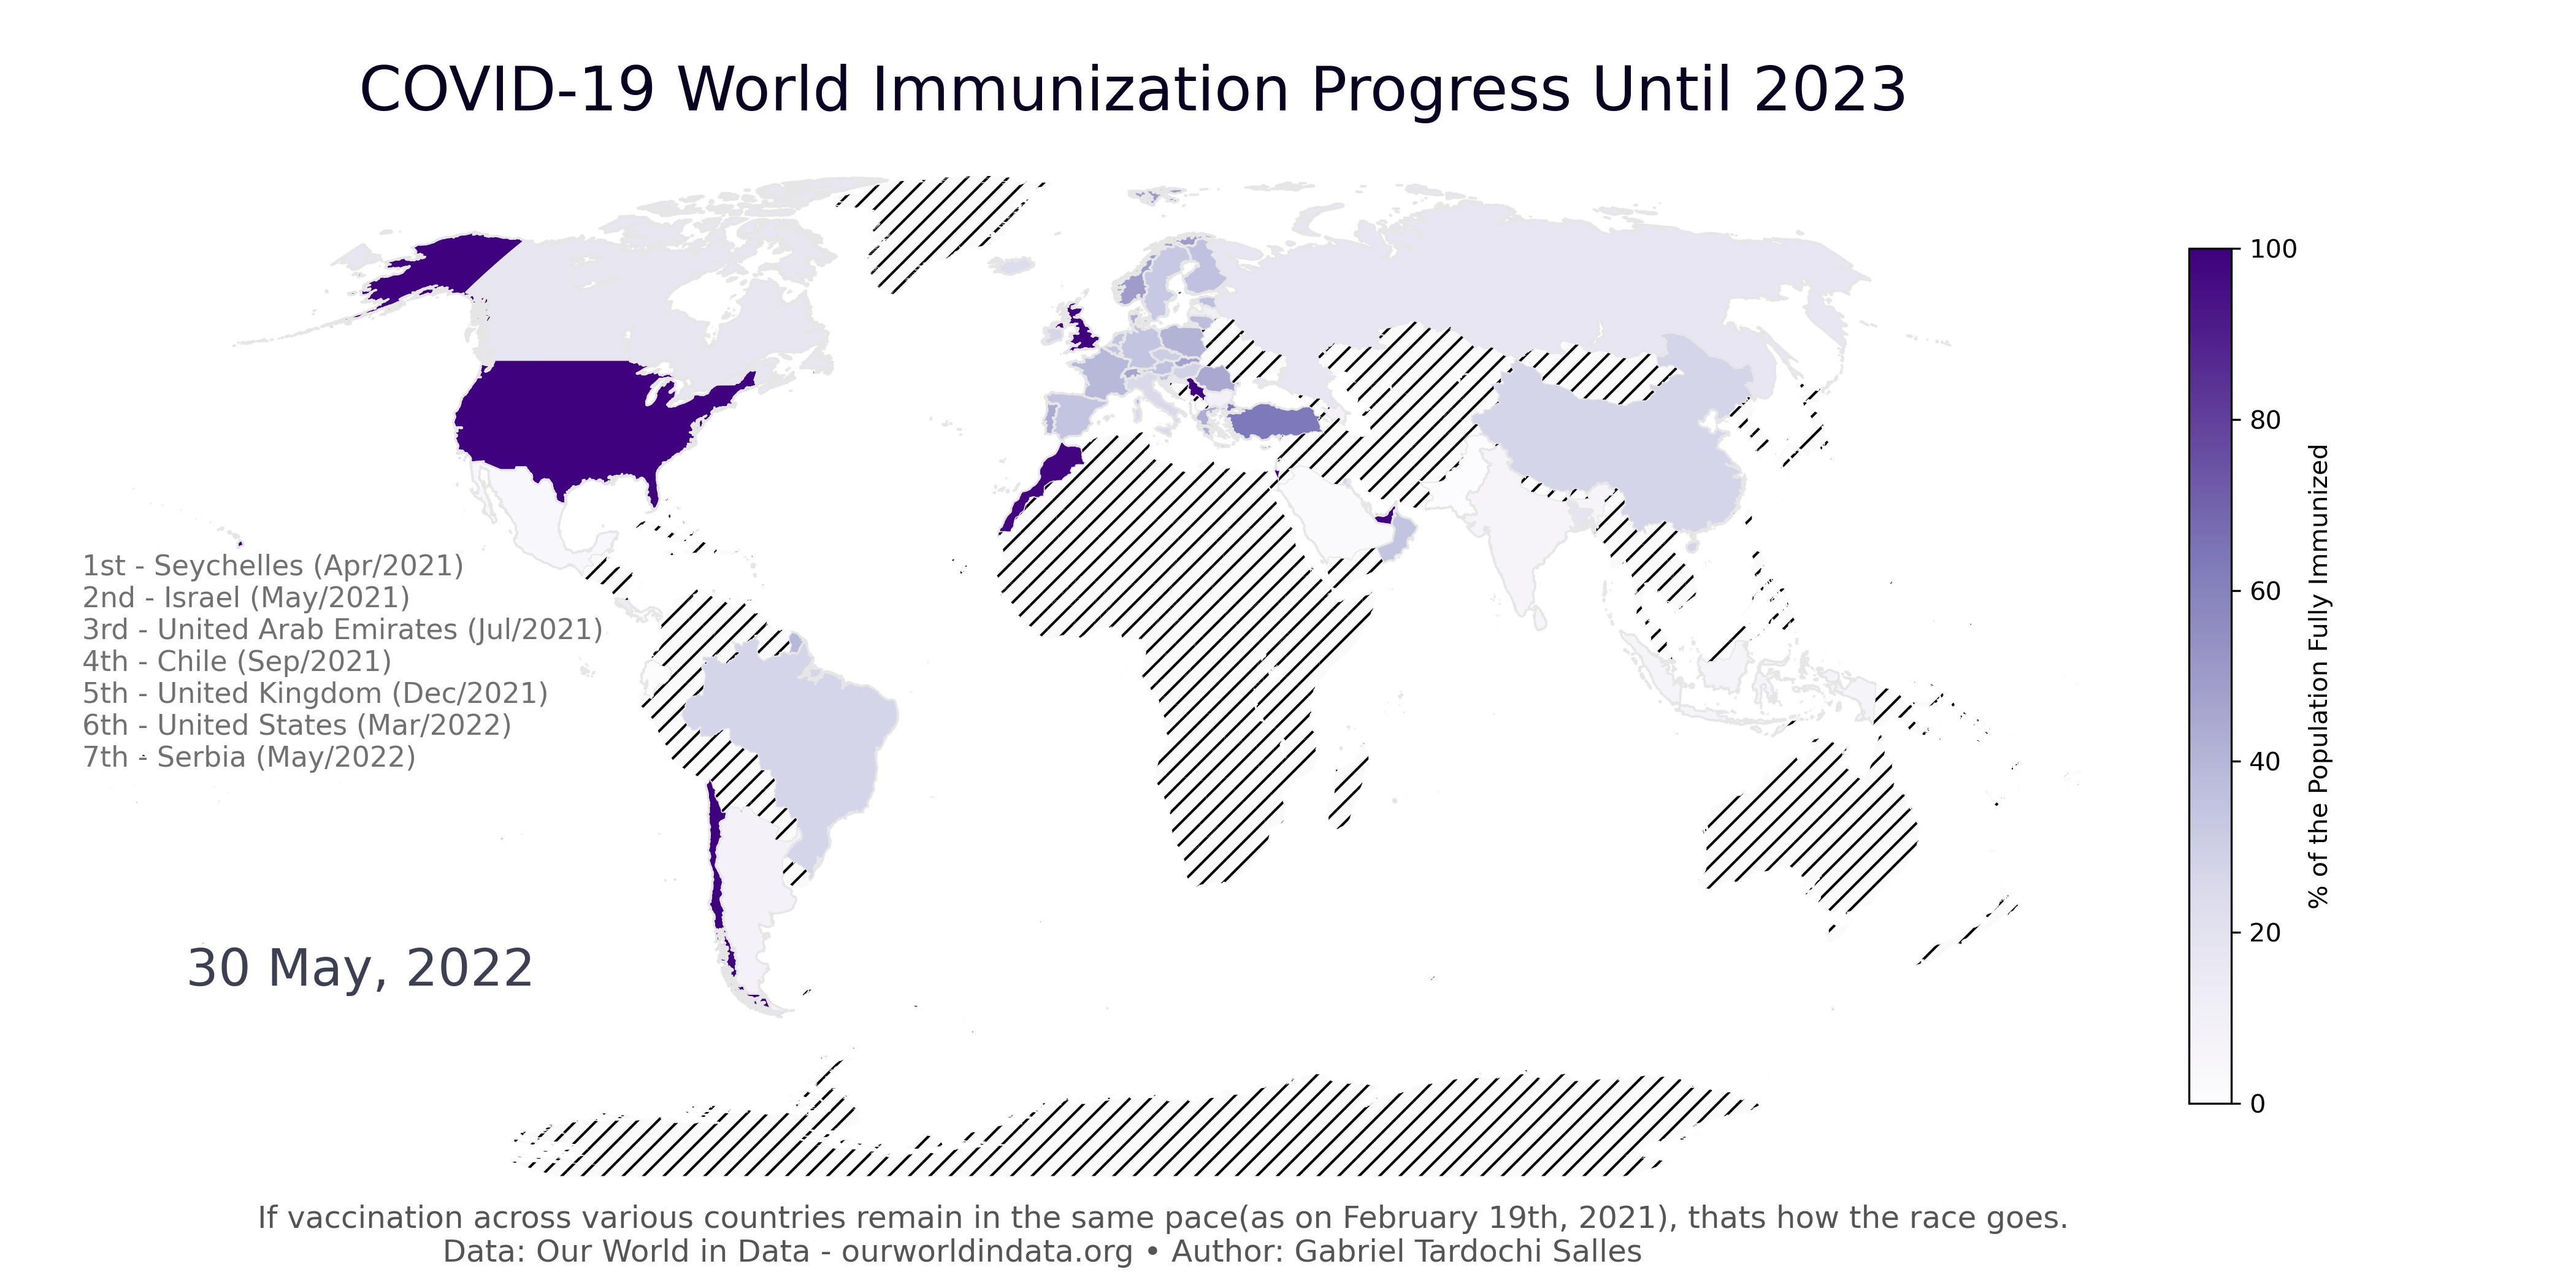 COVID-19 World Immunization Progress Until 2023
1st - Seychelles (Apr/2021)
2nd - Israel (May/2021)
3rd - United Arab Emirates (Jul/2021)
4th - Chile (Sep/2021)
5th - United Kingdom (Dec/2021)
6th - United States (Mar/2022)
7th - Serbia (May/2022)
30 May, 2022
100
80
60
40
20
0
% of the Population Fully Immunized
If vaccination across various countries remain in the same pace(as on February 19th, 2021), thats how the race goes.
Data: Our World in Data - ourworldindata.org • Author: Gabriel Tardochi Salles